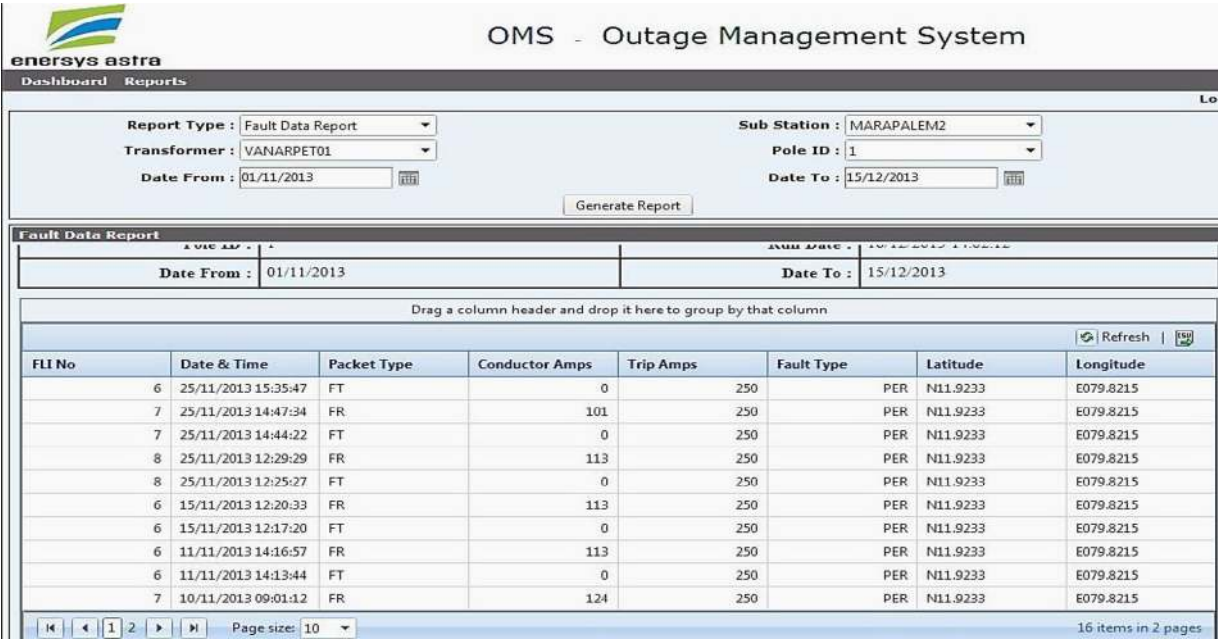 enersys astra
OMS - Outage Management System
Dashboard Reports
Lo
Report Type : Fault Data Report Sub Station : MARAPALEM2
Transformer : VANARPET01 Pole ID : 1
Date From : 01/11/2013 Date To : 15/12/2013
Generate Report
Fault Data Report
Pole ID : 1 Run Date :
Date From : 01/11/2013 Date To : 15/12/2013
Drag a column header and drop it here to group by that column
Refresh |
FLI No Date & Time Packet Type Conductor Amps Trip Amps Fault Type Latitude Longitude
6 25/11/2013 15:35:47 FT 0 250 PER N11.9233 E079.8215
7 25/11/2013 14:47:34 FR 101 250 PER N11.9233 E079.8215
7 25/11/2013 14:44:22 FT 0 250 PER N11.9233 E079.8215
8 25/11/2013 12:29:29 FR 113 250 PER N11.9233 E079.8215
8 25/11/2013 12:25:27 FT 0 250 PER N11.9233 E079.8215
6 15/11/2013 12:20:33 FR 113 250 PER N11.9233 E079.8215
6 15/11/2013 12:17:20 FT 0 250 PER N11.9233 E079.8215
6 11/11/2013 14:16:57 FR 113 250 PER N11.9233 E079.8215
6 11/11/2013 14:13:44 FT 0 250 PER N11.9233 E079.8215
7 10/11/2013 09:01:12 FR 124 250 PER N11.9233 E079.8215
1 2 Page size: 10 16 items in 2 pages